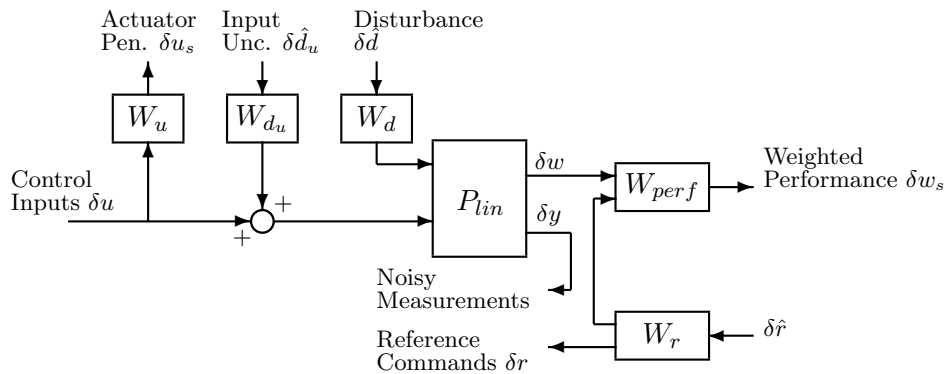 Actuator
Pen. δu_s
Input
Unc. δd̂_u
Disturbance
δd̂
W_u
W_{d_u}
W_d
Control
Inputs δu
+
+
P_{lin}
δw
δy
W_{perf}
Weighted
Performance δw_s
Noisy
Measurements
Reference
Commands δr
W_r
δr̂